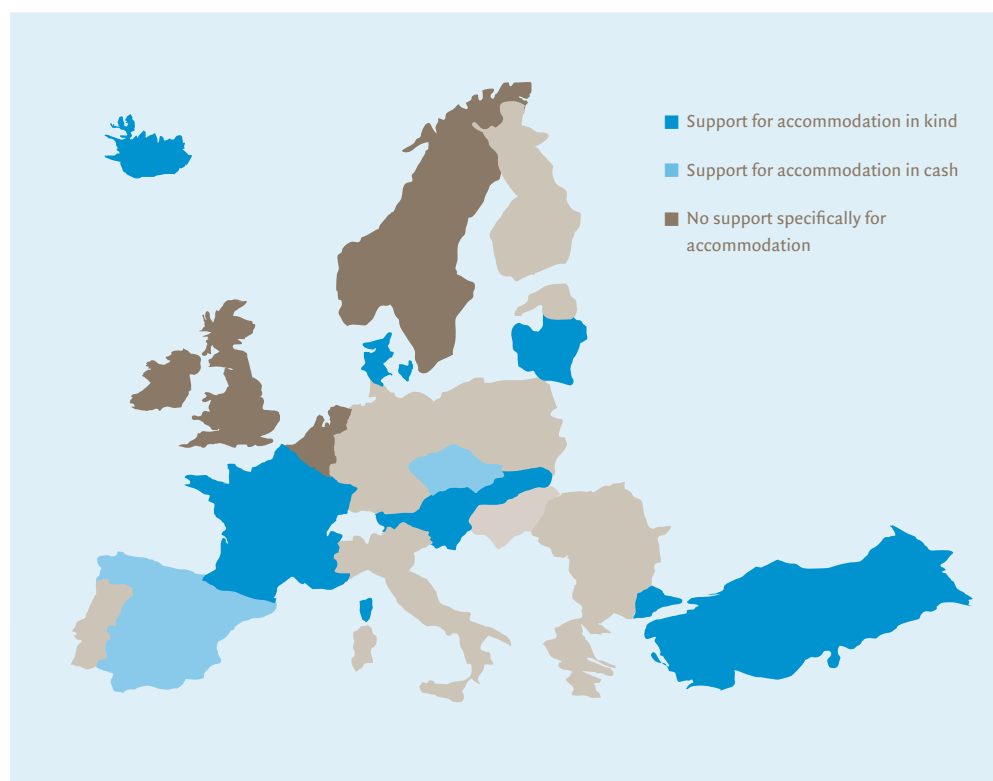 Support for accommodation in kind
Support for accommodation in cash
No support specifically for
accommodation